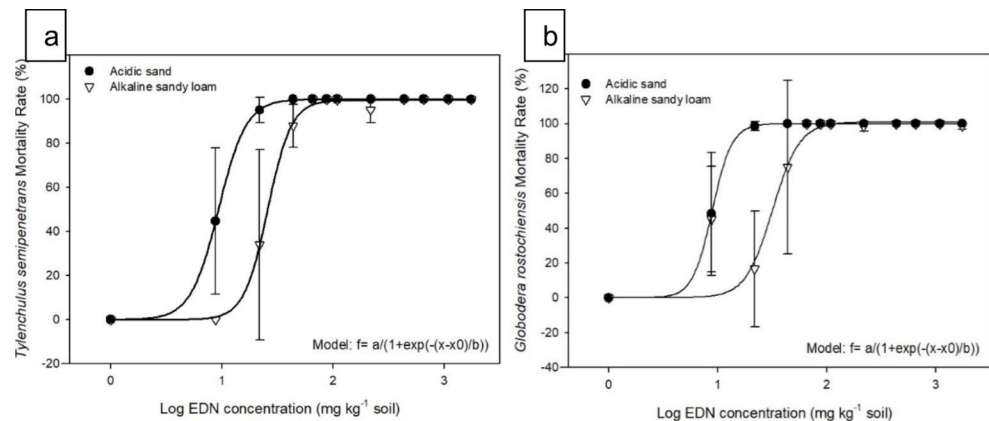 a
Tylenchulus semipenetrans Mortality Rate (%)
Acidic sand
Alkaline sandy loam
100
80
60
40
20
0
-20
Model: f= a/(1+exp(-(x-x0)/b))
0 1 2 3
Log EDN concentration (mg kg⁻¹ soil)
b
Globodera rostochiensis Mortality Rate (%)
Acidic sand
Alkaline sandy loam
120
100
80
60
40
20
0
-20
-40
Model: f= a/(1+exp(-(x-x0)/b))
0 1 2 3
Log EDN concentration (mg kg⁻¹ soil)